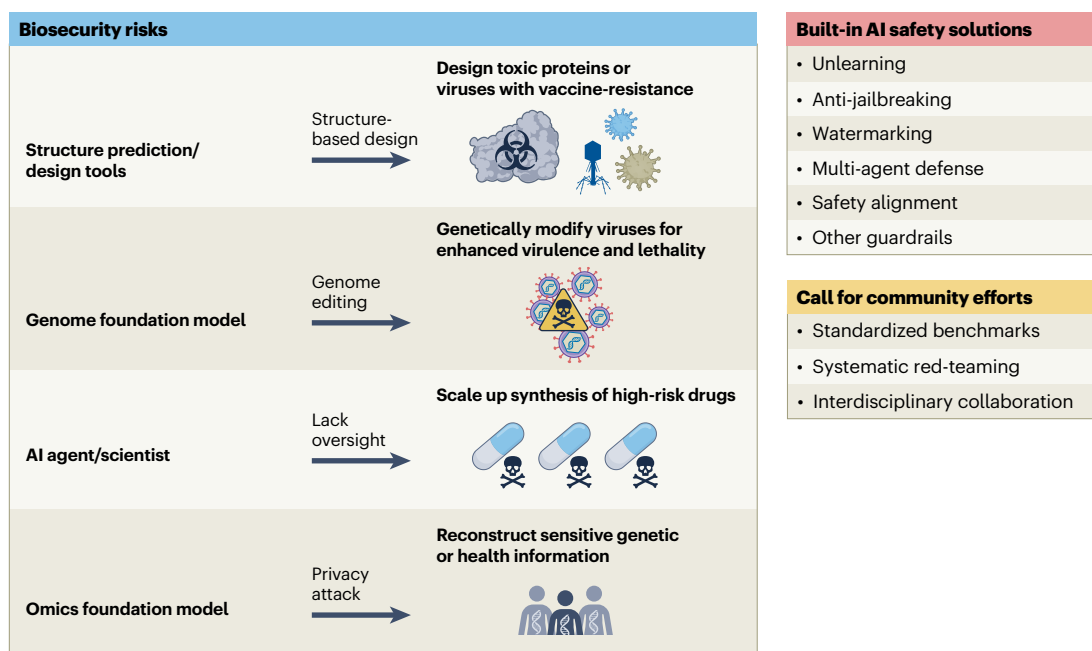 Biosecurity risks
Structure prediction/
design tools
Structure-
based design
Design toxic proteins or
viruses with vaccine-resistance
Genome foundation model
Genome
editing
Genetically modify viruses for
enhanced virulence and lethality
AI agent/scientist
Lack
oversight
Scale up synthesis of high-risk drugs
Omics foundation model
Privacy
attack
Reconstruct sensitive genetic
or health information
Built-in AI safety solutions
• Unlearning
• Anti-jailbreaking
• Watermarking
• Multi-agent defense
• Safety alignment
• Other guardrails
Call for community efforts
• Standardized benchmarks
• Systematic red-teaming
• Interdisciplinary collaboration